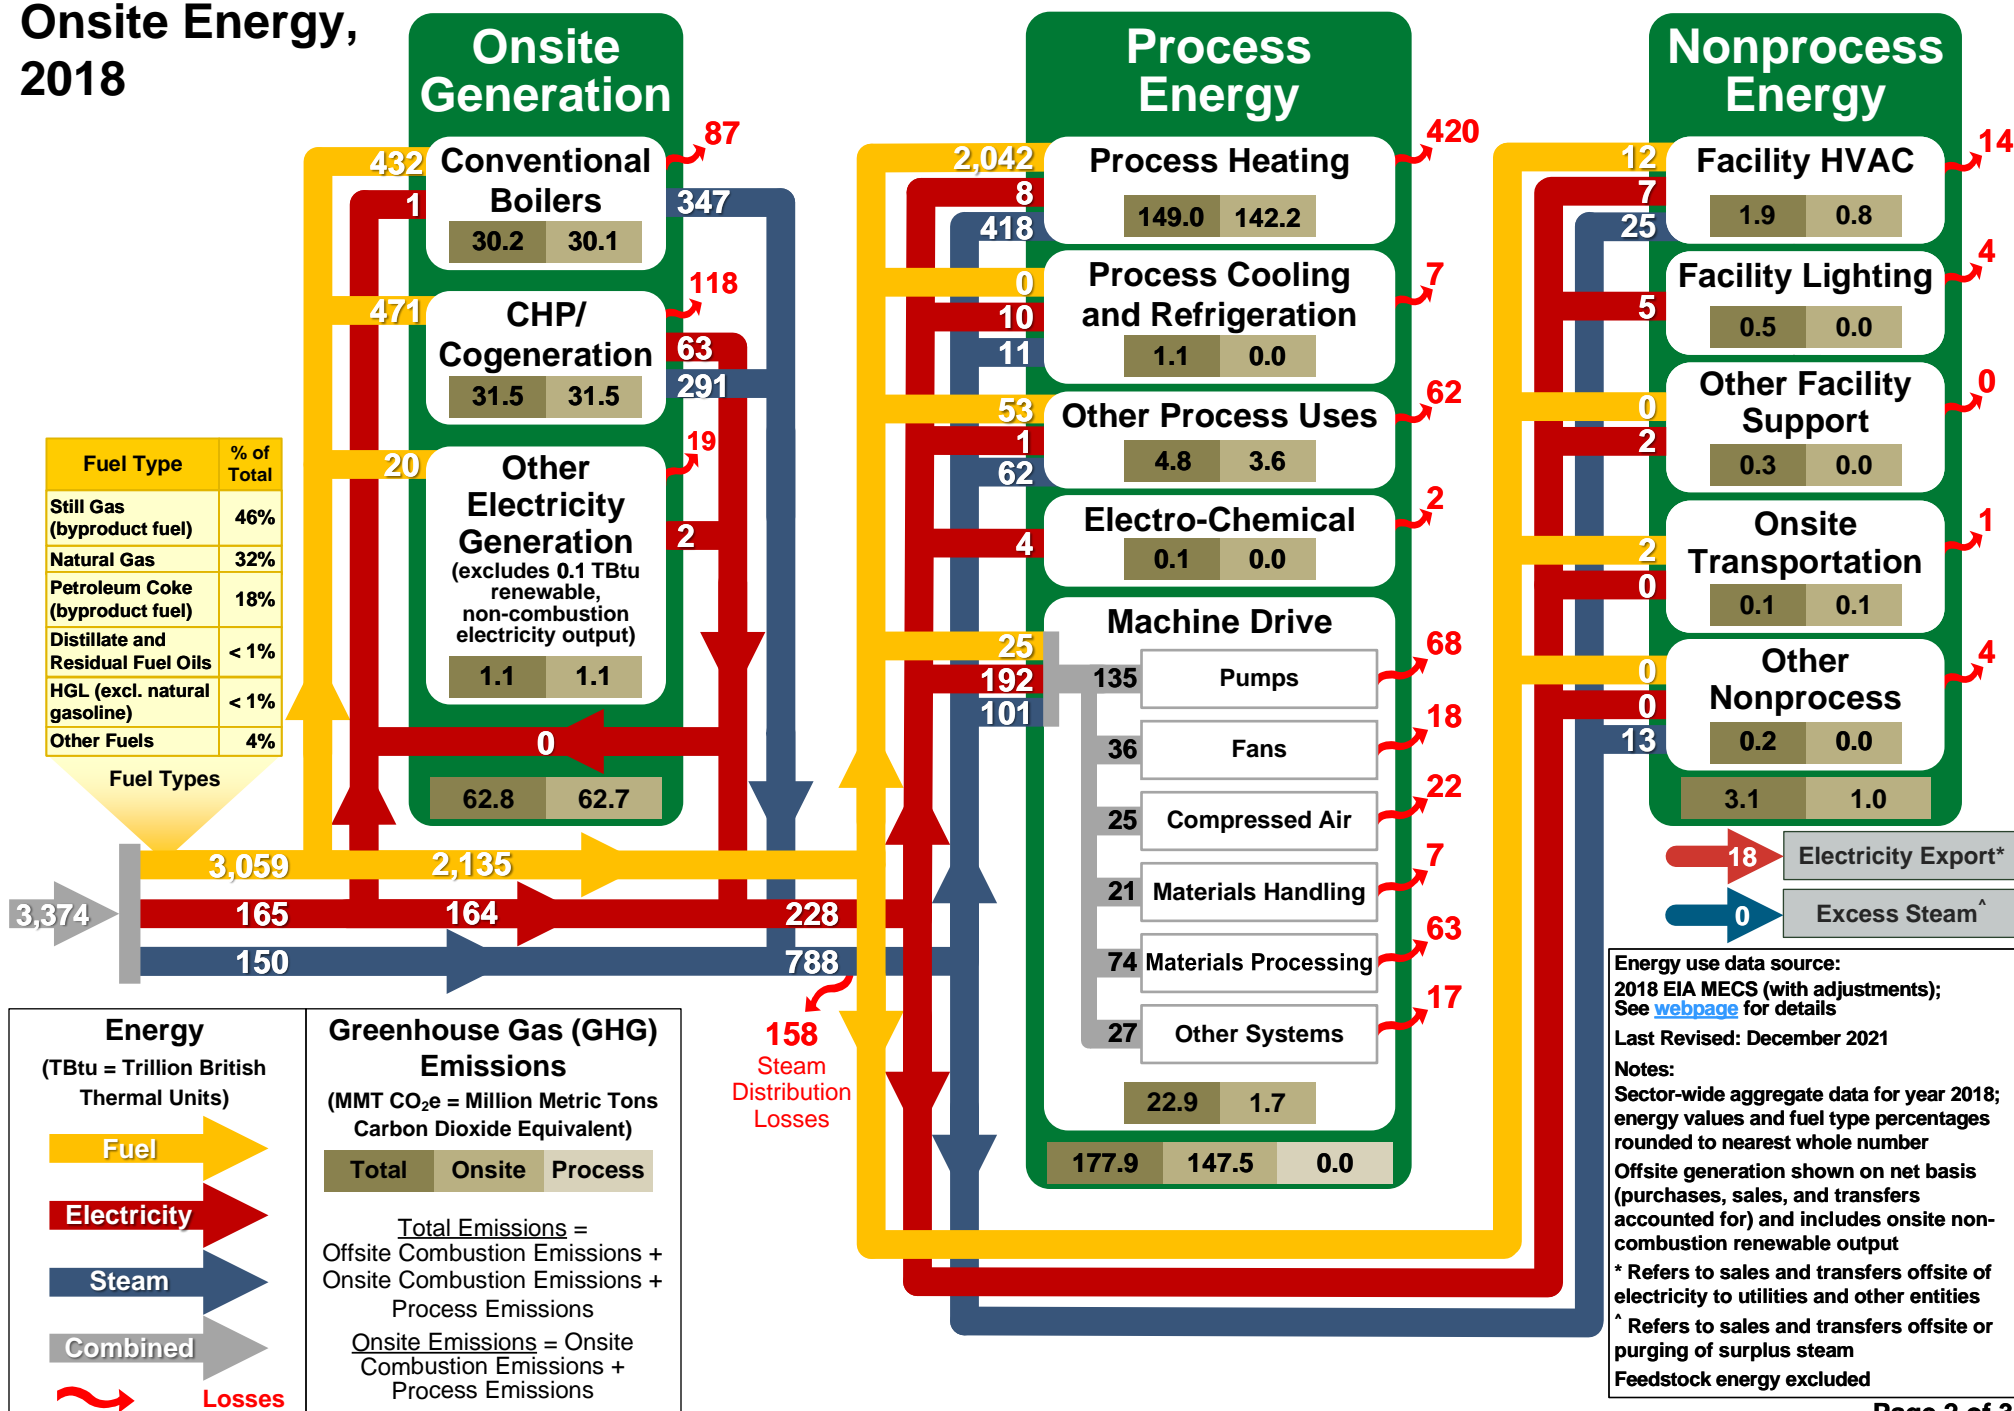 Onsite Energy,
2018
Onsite
Generation
432
1
Conventional
Boilers
30.2 30.1
87
347
471
CHP/
Cogeneration
31.5 31.5
118
63
291
20
Other
Electricity
Generation
(excludes 0.1 TBtu
renewable,
non-combustion
electricity output)
1.1 1.1
19
2
0
62.8 62.7
Fuel Type % of
Total
Still Gas
(byproduct fuel) 46%
Natural Gas 32%
Petroleum Coke
(byproduct fuel) 18%
Distillate and
Residual Fuel Oils < 1%
HGL (excl. natural
gasoline) < 1%
Other Fuels 4%
Fuel Types
3,374
3,059 2,135
165 164 228
150 788
158
Steam
Distribution
Losses
Process
Energy
2,042
8
418
Process Heating
149.0 142.2
420
0
10
11
Process Cooling
and Refrigeration
1.1 0.0
7
53
1
62
Other Process Uses
4.8 3.6
62
4
Electro-Chemical
0.1 0.0
2
Machine Drive
25
192
101
135 Pumps 68
36 Fans 18
25 Compressed Air 22
21 Materials Handling 7
74 Materials Processing 63
27 Other Systems 17
22.9 1.7
177.9 147.5 0.0
Nonprocess
Energy
12
7
25
Facility HVAC
1.9 0.8
14
5
Facility Lighting
0.5 0.0
4
0
2
Other Facility
Support
0.3 0.0
0
2
0
Onsite
Transportation
0.1 0.1
1
0
0
13
Other
Nonprocess
0.2 0.0
4
3.1 1.0
18 Electricity Export*
0 Excess Steam^
Energy
(TBtu = Trillion British
Thermal Units)
Fuel
Electricity
Steam
Combined
Losses
Greenhouse Gas (GHG)
Emissions
(MMT CO₂e = Million Metric Tons
Carbon Dioxide Equivalent)
Total Onsite Process
Total Emissions =
Offsite Combustion Emissions +
Onsite Combustion Emissions +
Process Emissions
Onsite Emissions = Onsite
Combustion Emissions +
Process Emissions
Energy use data source:
2018 EIA MECS (with adjustments);
See webpage for details
Last Revised: December 2021
Notes:
Sector-wide aggregate data for year 2018;
energy values and fuel type percentages
rounded to nearest whole number
Offsite generation shown on net basis
(purchases, sales, and transfers
accounted for) and includes onsite non-
combustion renewable output
* Refers to sales and transfers offsite of
electricity to utilities and other entities
^ Refers to sales and transfers offsite or
purging of surplus steam
Feedstock energy excluded
Page 2 of 3